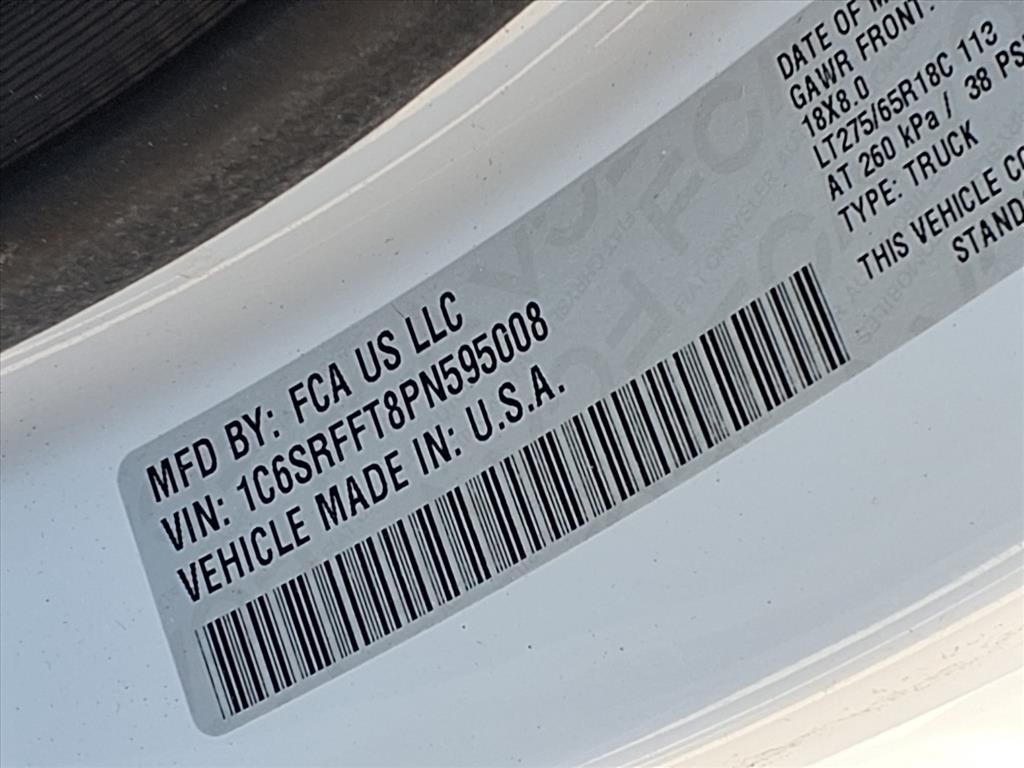 MFD BY: FCA US LLC
VIN: 1C6SRFFT8PN595008
VEHICLE MADE IN: U.S.A.
DATE OF
GAWR FRONT:
18X8.0
LT275/65R18C 113
AT 260 kPa / 38 PSI
TYPE: TRUCK
THIS VEHICLE